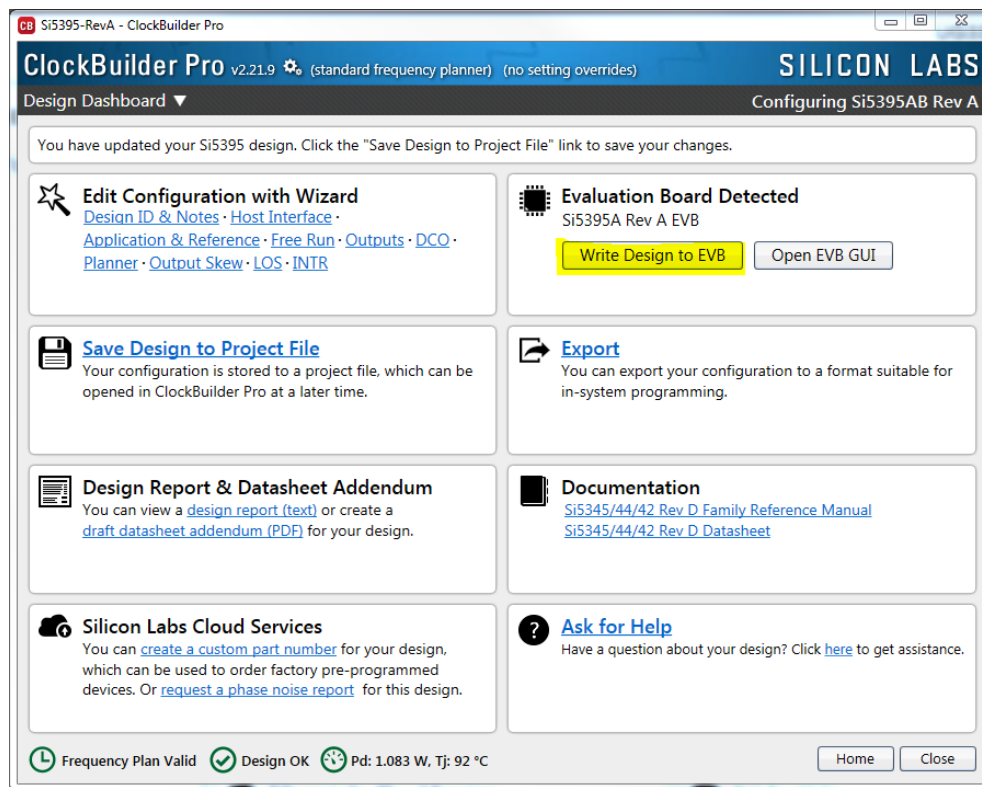 CB Si5395-RevA - ClockBuilder Pro
ClockBuilder Pro v2.21.9 (standard frequency planner) (no setting overrides) SILICON LABS
Design Dashboard ▼ Configuring Si5395AB Rev A
You have updated your Si5395 design. Click the "Save Design to Project File" link to save your changes.
Edit Configuration with Wizard
Design ID & Notes · Host Interface ·
Application & Reference · Free Run · Outputs · DCO ·
Planner · Output Skew · LOS · INTR
Evaluation Board Detected
Si5395A Rev A EVB
Write Design to EVB Open EVB GUI
Save Design to Project File
Your configuration is stored to a project file, which can be
opened in ClockBuilder Pro at a later time.
Export
You can export your configuration to a format suitable for
in-system programming.
Design Report & Datasheet Addendum
You can view a design report (text) or create a
draft datasheet addendum (PDF) for your design.
Documentation
Si5345/44/42 Rev D Family Reference Manual
Si5345/44/42 Rev D Datasheet
Silicon Labs Cloud Services
You can create a custom part number for your design,
which can be used to order factory pre-programmed
devices. Or request a phase noise report for this design.
? Ask for Help
Have a question about your design? Click here to get assistance.
Frequency Plan Valid Design OK Pd: 1.083 W, Tj: 92 °C Home Close